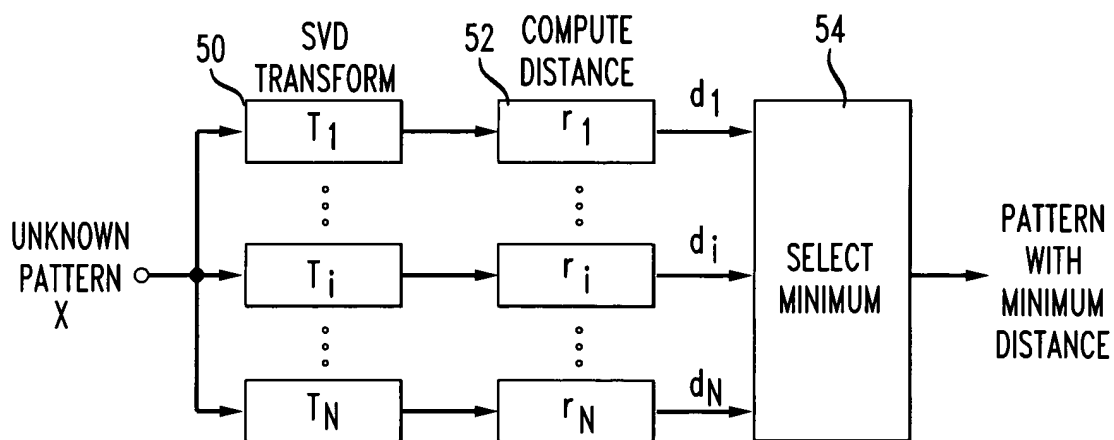 50
SVD
TRANSFORM
52
COMPUTE
DISTANCE
54
T1
r1
d1
UNKNOWN
PATTERN
X
Ti
ri
di
SELECT
MINIMUM
PATTERN
WITH
MINIMUM
DISTANCE
TN
rN
dN